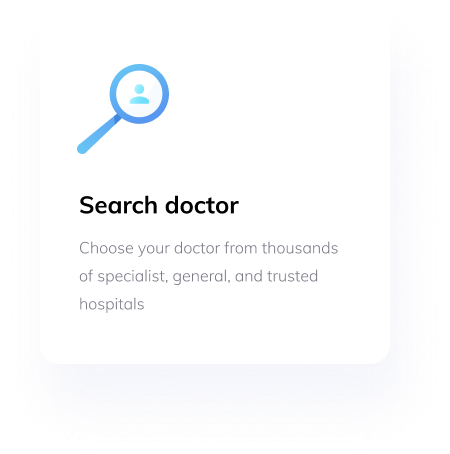 Search doctor
Choose your doctor from thousands
of specialist, general, and trusted
hospitals